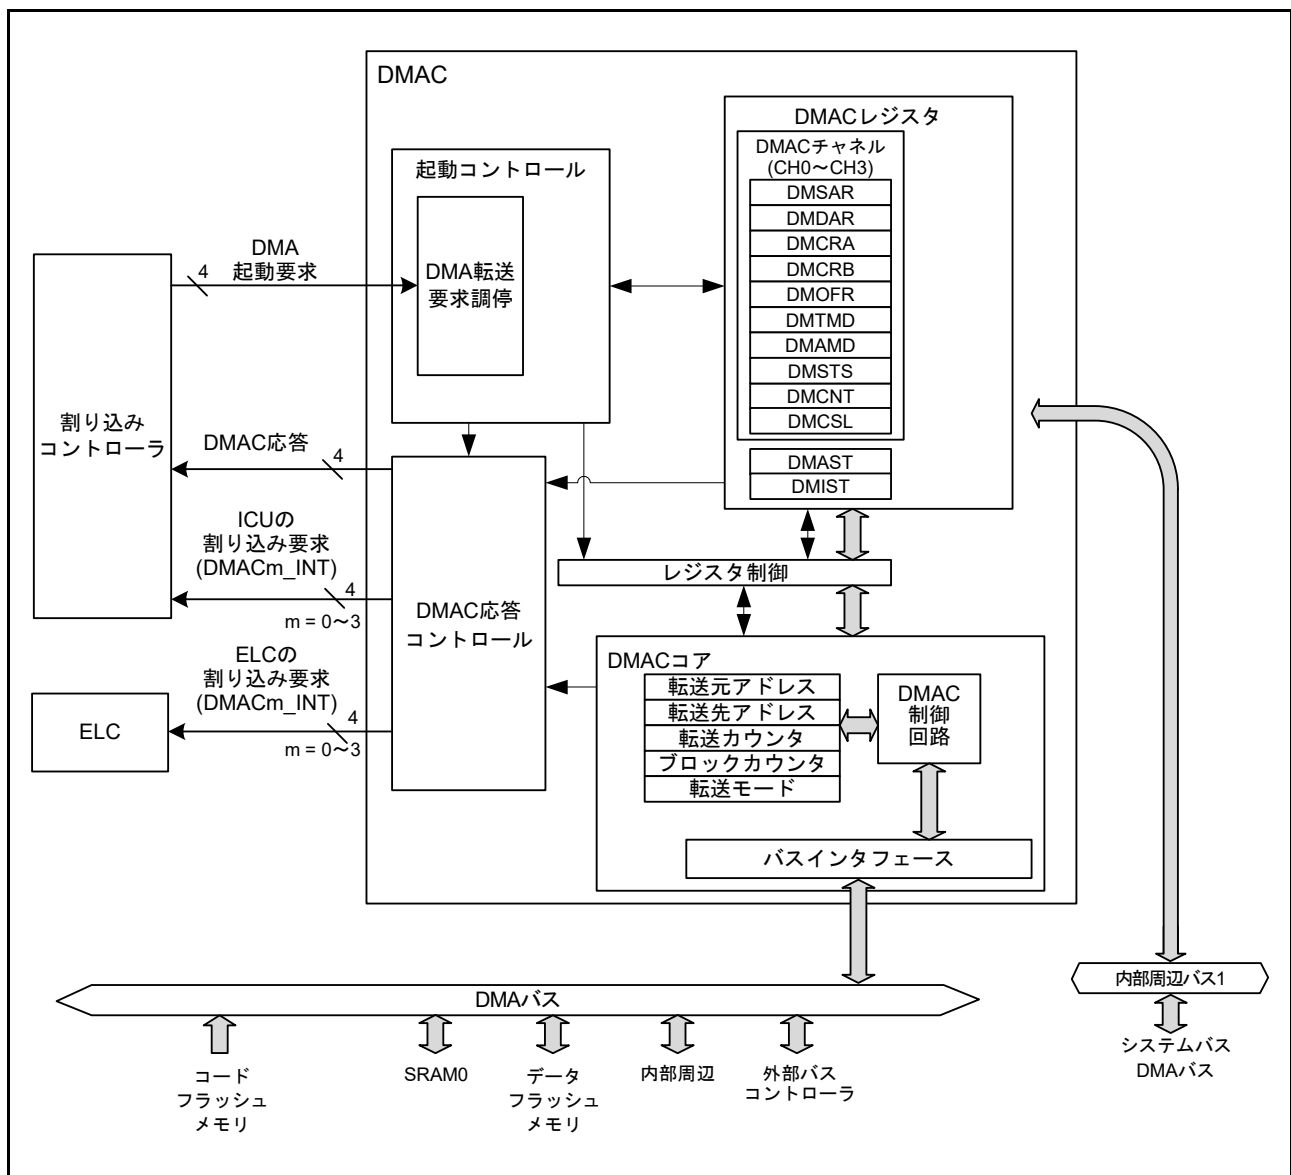 DMAC
DMACレジスタ
DMACチャネル
(CH0～CH3)
DMSAR
DMDAR
DMCRA
DMCRB
DMOFR
DMTMD
DMAMD
DMSTS
DMCNT
DMCSL
DMAST
DMIST
起動コントロール
DMA転送
要求調停
DMA
起動要求
4
割り込み
コントローラ
DMAC応答
4
ICUの
割り込み要求
(DMACm_INT)
4
m = 0～3
ELCの
割り込み要求
(DMACm_INT)
4
m = 0～3
ELC
DMAC応答
コントロール
レジスタ制御
DMACコア
転送元アドレス
転送先アドレス
転送カウンタ
ブロックカウンタ
転送モード
DMAC
制御
回路
バスインタフェース
DMAバス
内部周辺バス1
コード
フラッシュ
メモリ
SRAM0
データ
フラッシュ
メモリ
内部周辺
外部バス
コントローラ
システムバス
DMAバス